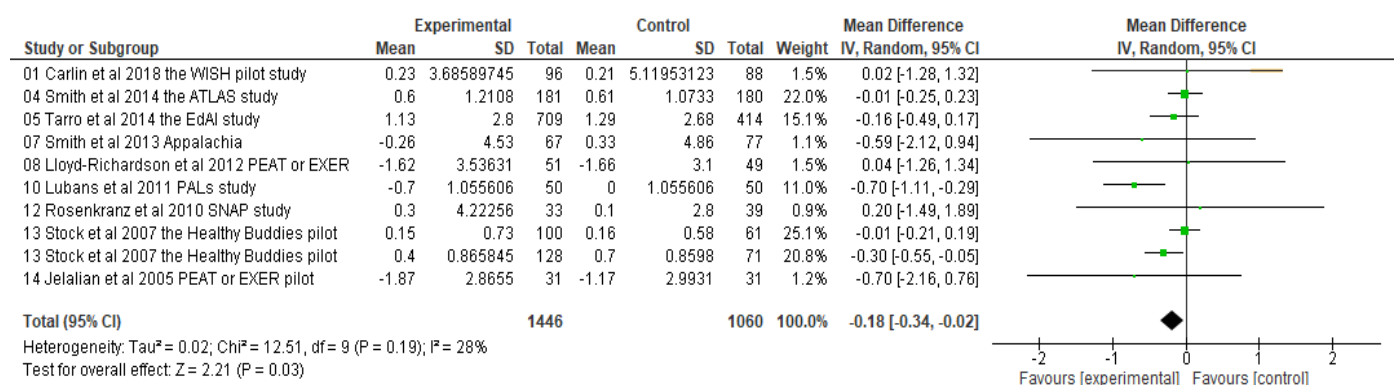 Experimental Control Mean Difference Mean Difference
Study or Subgroup Mean SD Total Mean SD Total Weight IV, Random, 95% CI IV, Random, 95% CI
01 Carlin et al 2018 the WISH pilot study 0.23 3.68589745 96 0.21 5.11953123 88 1.5% 0.02 [-1.28, 1.32]
04 Smith et al 2014 the ATLAS study 0.6 1.2108 181 0.61 1.0733 180 22.0% -0.01 [-0.25, 0.23]
05 Tarro et al 2014 the EdAl study 1.13 2.8 709 1.29 2.68 414 15.1% -0.16 [-0.49, 0.17]
07 Smith et al 2013 Appalachia -0.26 4.53 67 0.33 4.86 77 1.1% -0.59 [-2.12, 0.94]
08 Lloyd-Richardson et al 2012 PEAT or EXER -1.62 3.53631 51 -1.66 3.1 49 1.5% 0.04 [-1.26, 1.34]
10 Lubans et al 2011 PALs study -0.7 1.055606 50 0 1.055606 50 11.0% -0.70 [-1.11, -0.29]
12 Rosenkranz et al 2010 SNAP study 0.3 4.22256 33 0.1 2.8 39 0.9% 0.20 [-1.49, 1.89]
13 Stock et al 2007 the Healthy Buddies pilot 0.15 0.73 100 0.16 0.58 61 25.1% -0.01 [-0.21, 0.19]
13 Stock et al 2007 the Healthy Buddies pilot 0.4 0.865845 128 0.7 0.8598 71 20.8% -0.30 [-0.55, -0.05]
14 Jelalian et al 2005 PEAT or EXER pilot -1.87 2.8655 31 -1.17 2.9931 31 1.2% -0.70 [-2.16, 0.76]
Total (95% CI) 1446 1060 100.0% -0.18 [-0.34, -0.02]
Heterogeneity: Tau² = 0.02; Chi² = 12.51, df = 9 (P = 0.19); I² = 28%
Test for overall effect: Z = 2.21 (P = 0.03)
-2 -1 0 1 2
Favours [experimental] Favours [control]